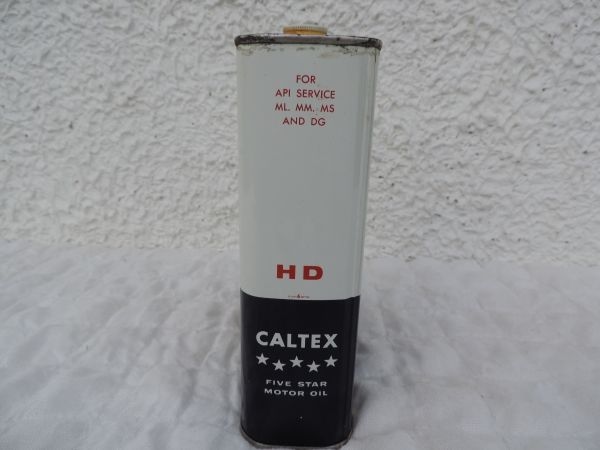 FOR
API SERVICE
ML. MM. MS
AND DG
HD
CALTEX
FIVE STAR
MOTOR OIL